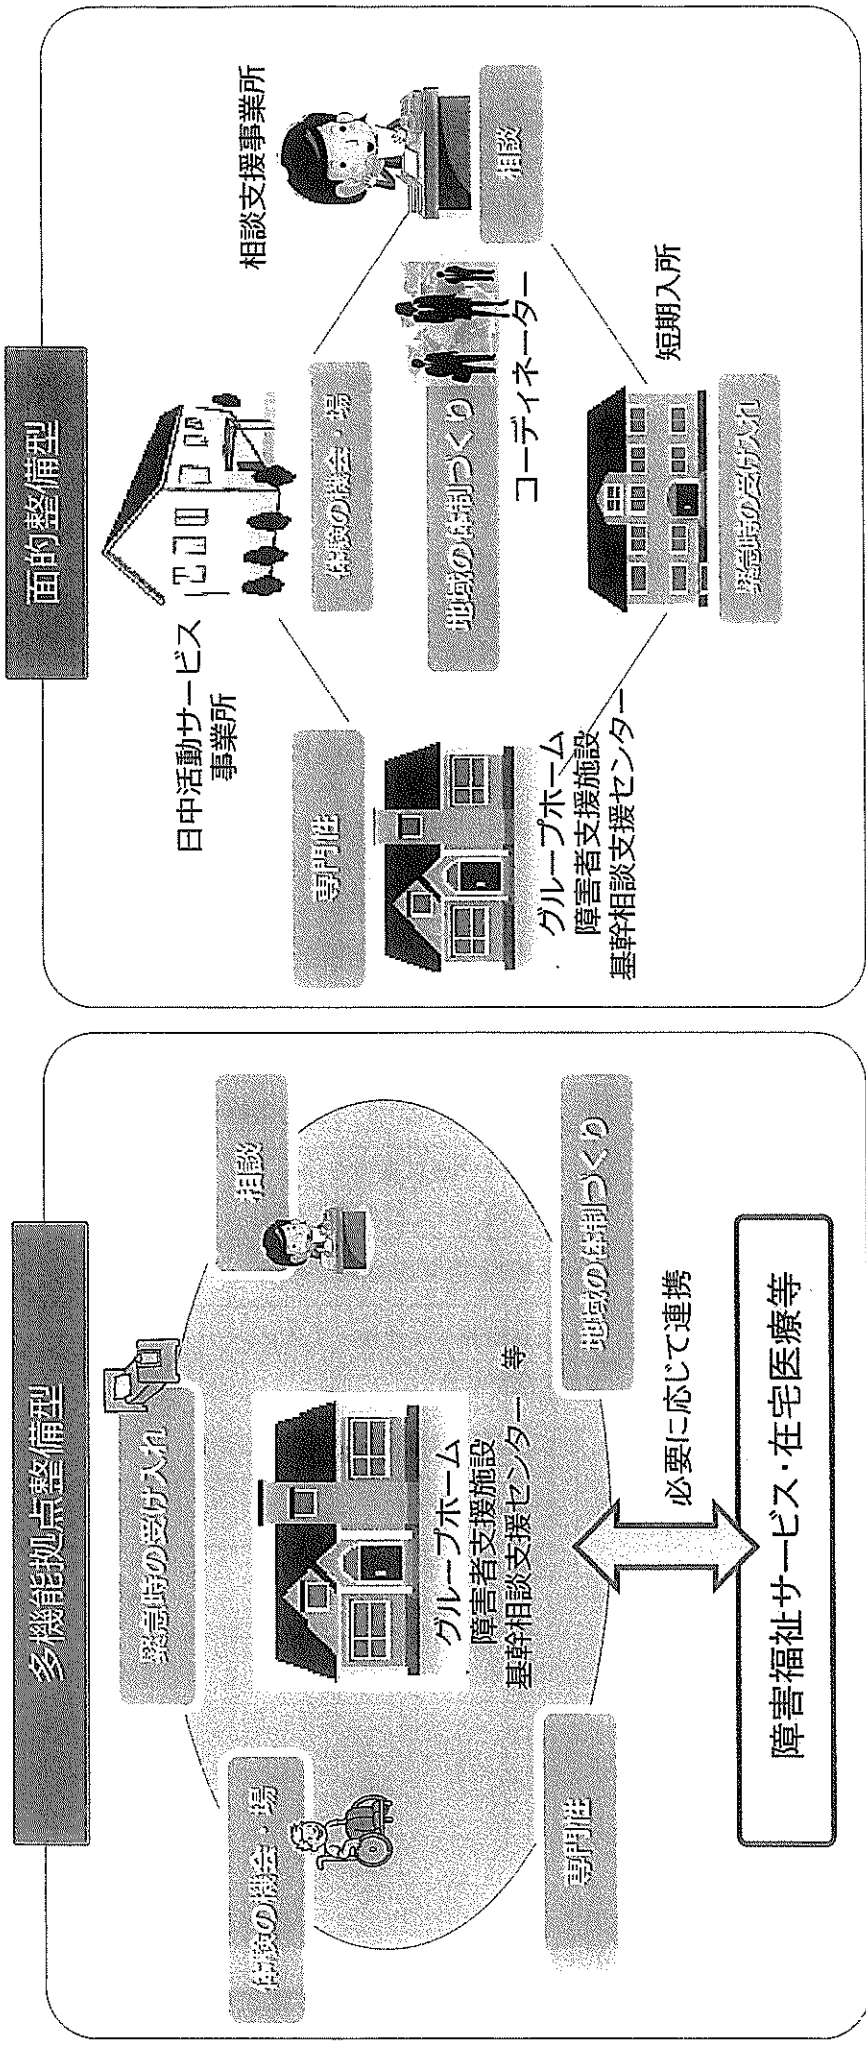 多機能拠点整備型
緊急時の受け入れ
体験の機会・場
相談
グループホーム
障害者支援施設
基幹相談支援センター 等
専門性
地域の体制づくり
必要に応じて連携
障害福祉サービス・在宅医療等
面的整備型
日中活動サービス
事業所
体験の機会・場
相談支援事業所
相談
専門性
グループホーム
障害者支援施設
基幹相談支援センター
地域の体制づくり
コーディネーター
短期入所
緊急時の受け入れ